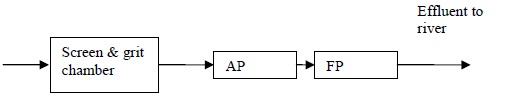 Effluent to
river
Screen & grit
chamber
AP
FP